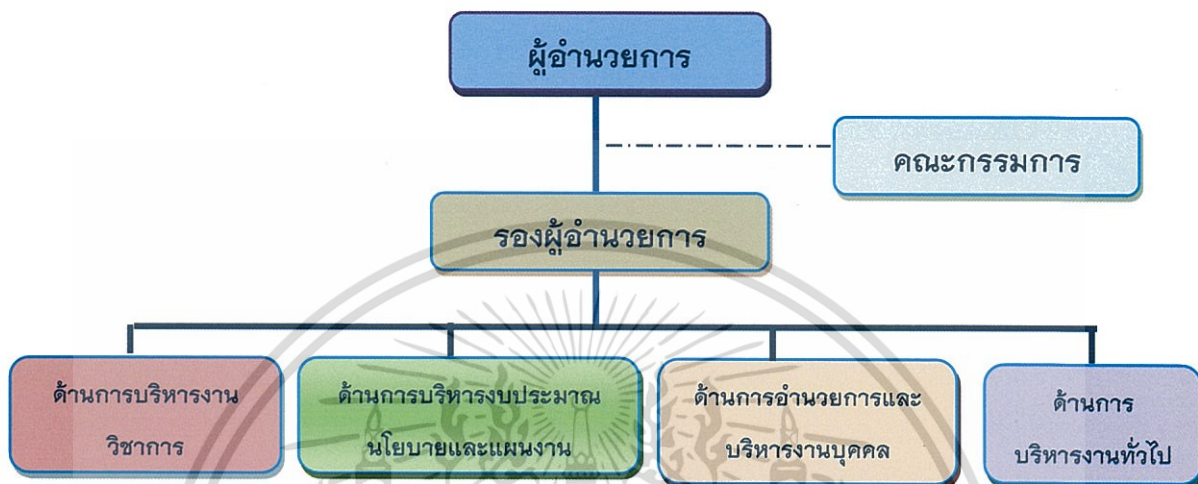 ผู้อำนวยการ
คณะกรรมการ
รองผู้อำนวยการ
ด้านการบริหารงาน
วิชาการ
ด้านการบริหารงบประมาณ
นโยบายและแผนงาน
ด้านการอำนวยการและ
บริหารงานบุคคล
ด้านการ
บริหารงานทั่วไป